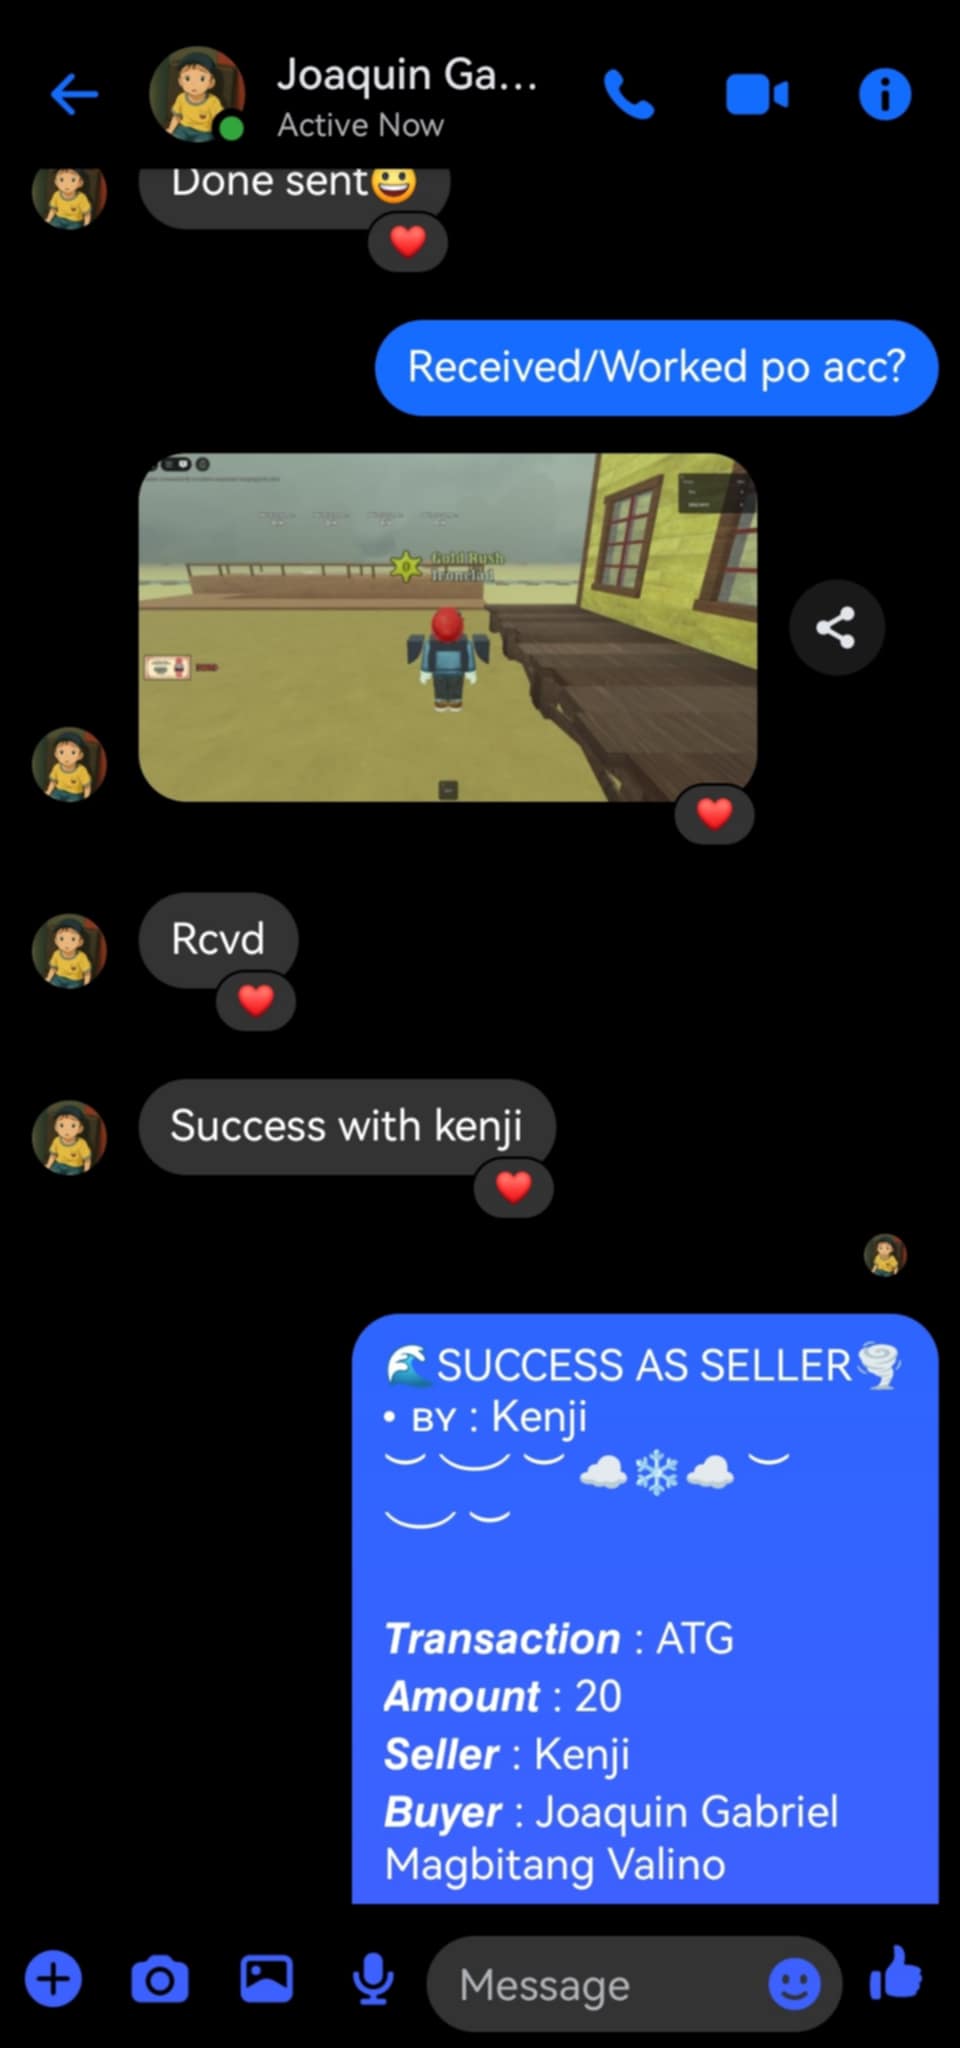 Joaquin Ga...
Active Now
Done sent😃
Received/Worked po acc?
Gold Rush
Ironclad
Rcvd
Success with kenji
🌊SUCCESS AS SELLER🌪️
• ʙʏ : Kenji
︶ ⏝ ︶ ☁️❄️☁️ ︶
⏝ ︶
Transaction : ATG
Amount : 20
Seller : Kenji
Buyer : Joaquin Gabriel
Magbitang Valino
Message